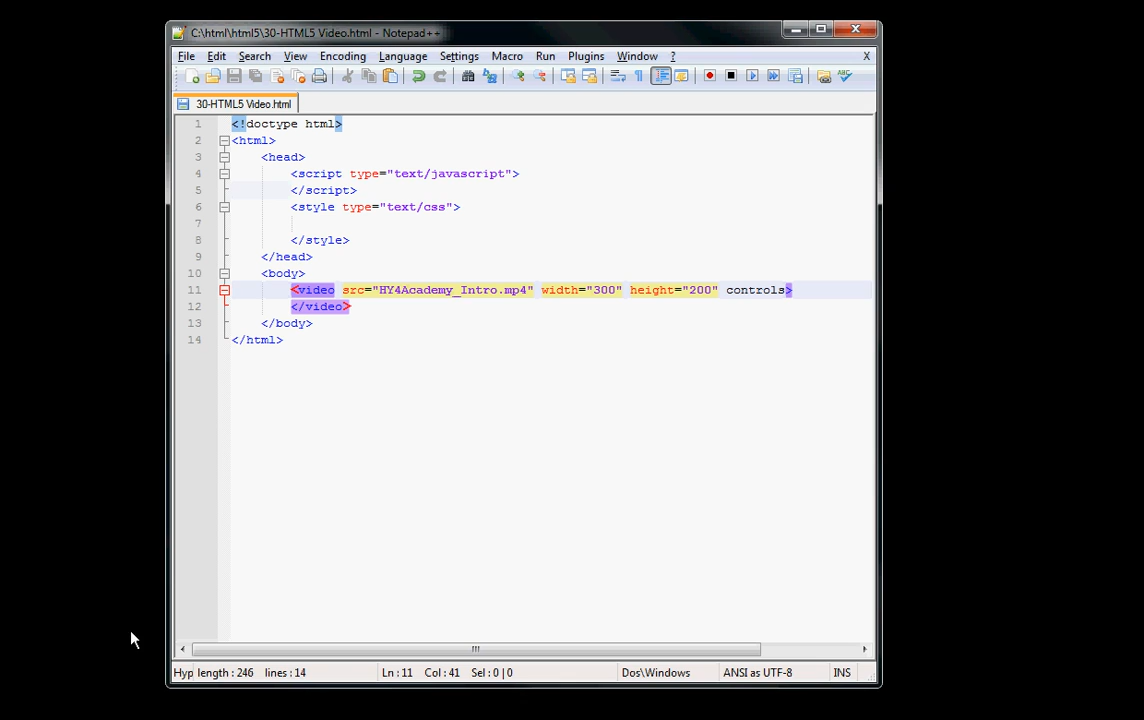 C:\html\html5\30-HTML5 Video.html - Notepad++
File Edit Search View Encoding Language Settings Macro Run Plugins Window ? X
30-HTML5 Video.html
1 <!doctype html>
2 <html>
3 <head>
4 <script type="text/javascript">
5 </script>
6 <style type="text/css">
7
8 </style>
9 </head>
10 <body>
11 <video src="HY4Academy_Intro.mp4" width="300" height="200" controls>
12 </video>
13 </body>
14 </html>
Hyp length : 246 lines : 14 Ln : 11 Col : 41 Sel : 0 | 0 Dos\Windows ANSI as UTF-8 INS